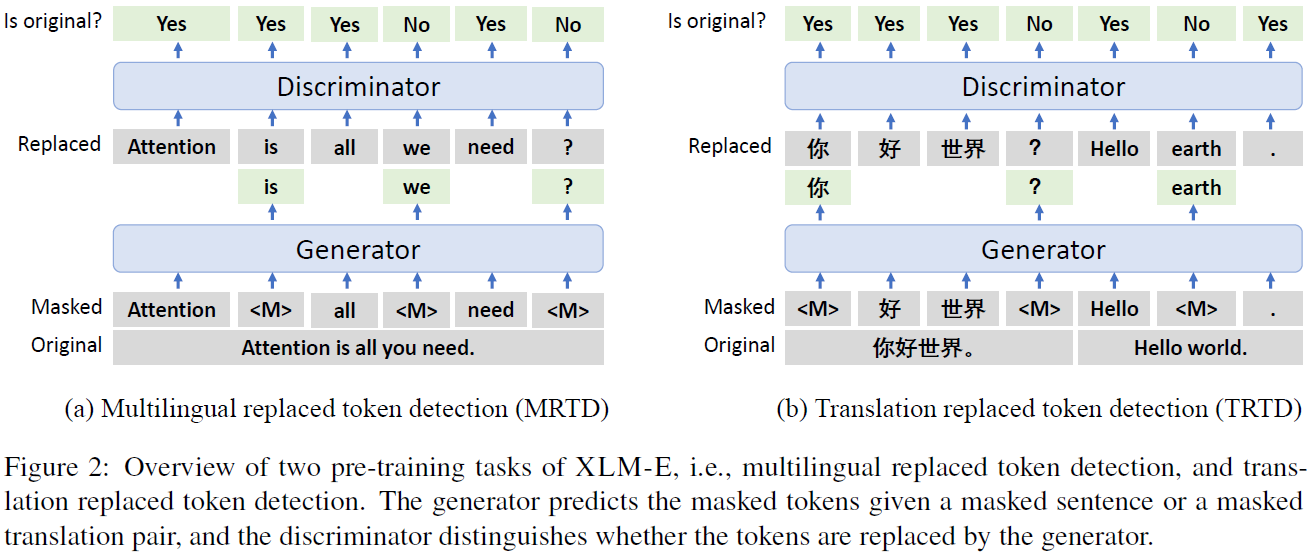 Is original? Yes Yes Yes No Yes No
Discriminator
Replaced Attention is all we need ?
is we ?
Generator
Masked Attention <M> all <M> need <M>
Original Attention is all you need.
(a) Multilingual replaced token detection (MRTD)
Is original? Yes Yes Yes No Yes No Yes
Discriminator
Replaced 你 好 世界 ? Hello earth .
你 ? earth
Generator
Masked <M> 好 世界 <M> Hello <M> .
Original 你好世界。 Hello world.
(b) Translation replaced token detection (TRTD)
Figure 2: Overview of two pre-training tasks of XLM-E, i.e., multilingual replaced token detection, and trans-
lation replaced token detection. The generator predicts the masked tokens given a masked sentence or a masked
translation pair, and the discriminator distinguishes whether the tokens are replaced by the generator.